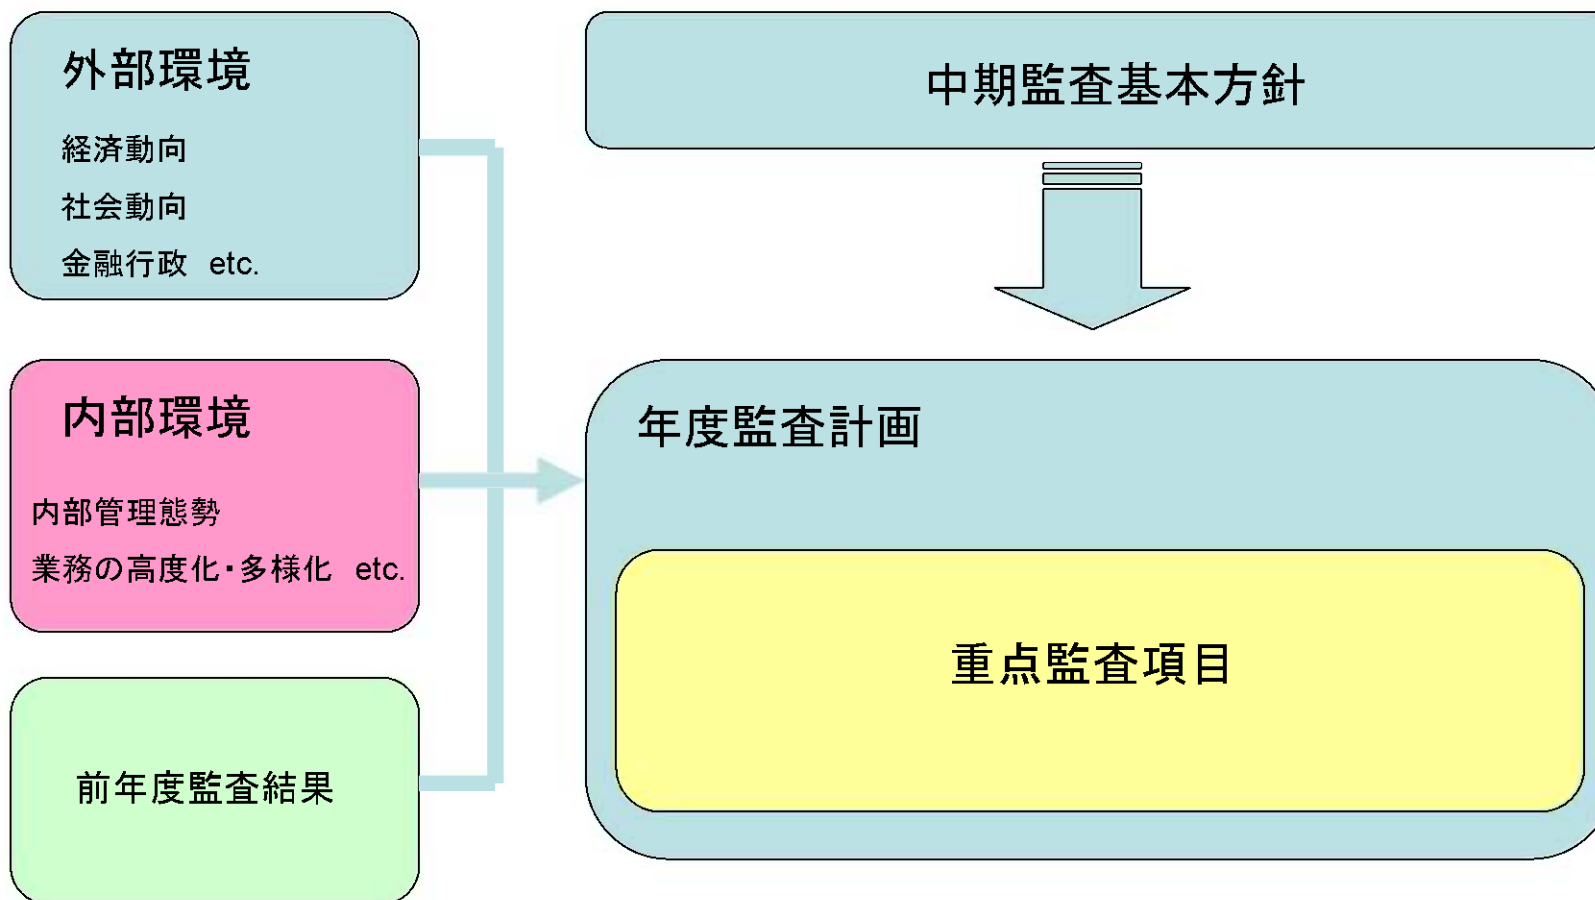 外部環境
経済動向
社会動向
金融行政 etc.
中期監査基本方針
内部環境
内部管理態勢
業務の高度化・多様化 etc.
年度監査計画
重点監査項目
前年度監査結果